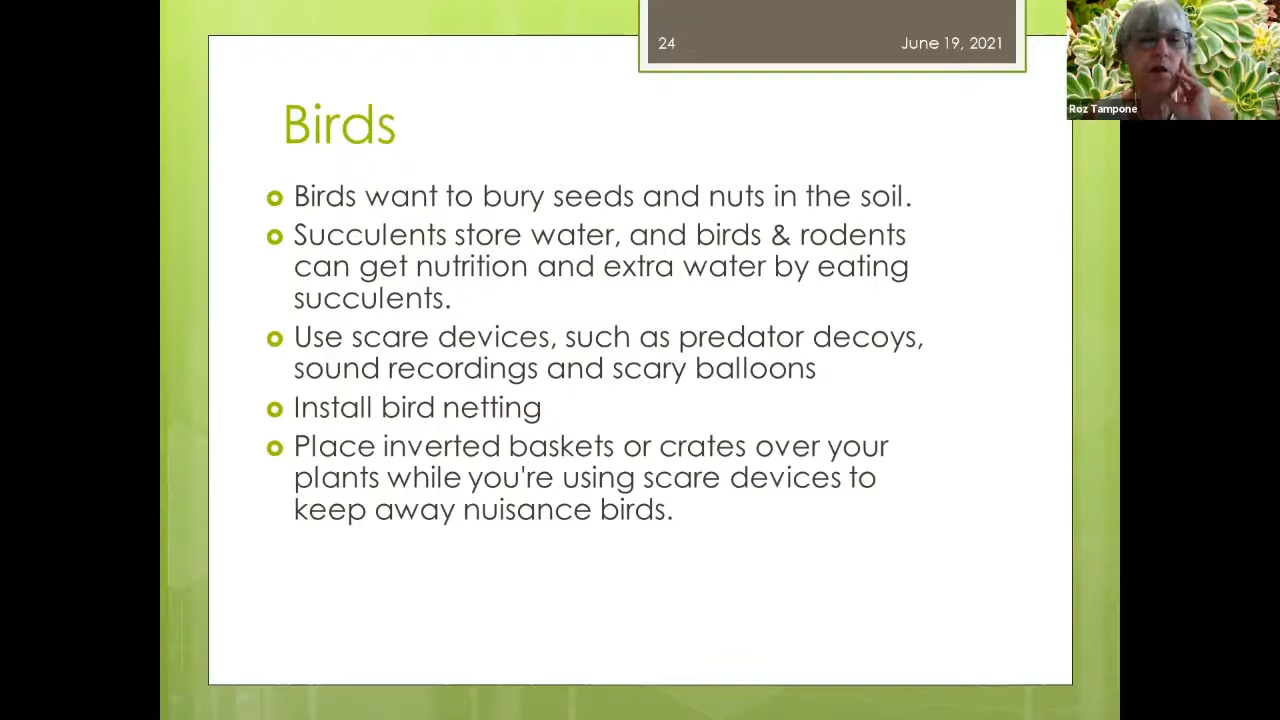 24
June 19, 2021
Roz Tampone
Birds
Birds want to bury seeds and nuts in the soil.
Succulents store water, and birds & rodents
can get nutrition and extra water by eating
succulents.
Use scare devices, such as predator decoys,
sound recordings and scary balloons
Install bird netting
Place inverted baskets or crates over your
plants while you're using scare devices to
keep away nuisance birds.